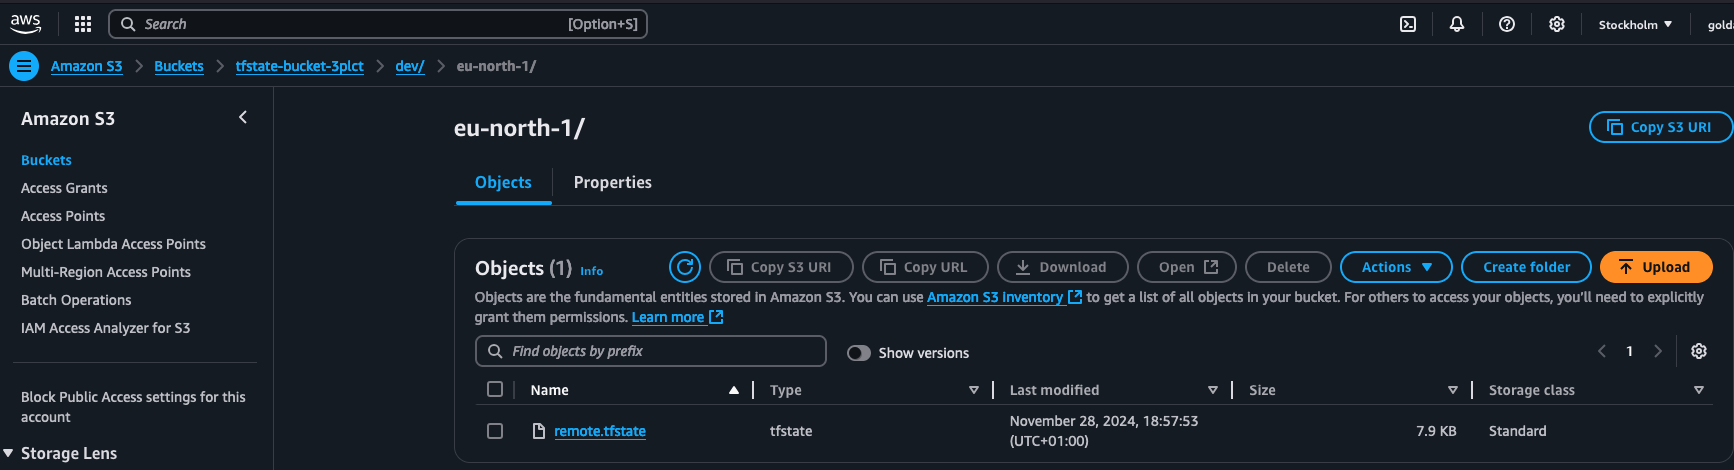 aws
Search [Option+S]
Stockholm
Amazon S3 Buckets tfstate-bucket-3plct dev/ eu-north-1/
Amazon S3
Buckets
Access Grants
Access Points
Object Lambda Access Points
Multi-Region Access Points
Batch Operations
IAM Access Analyzer for S3
Block Public Access settings for this
account
Storage Lens
eu-north-1/
Copy S3 URI
Objects Properties
Objects (1) Info Copy S3 URI Copy URL Download Open Delete Actions Create folder Upload
Objects are the fundamental entities stored in Amazon S3. You can use Amazon S3 Inventory to get a list of all objects in your bucket. For others to access your objects, you'll need to explicitly
grant them permissions. Learn more
Find objects by prefix Show versions 1
Name Type Last modified Size Storage class
remote.tfstate tfstate November 28, 2024, 18:57:53 7.9 KB Standard
(UTC+01:00)